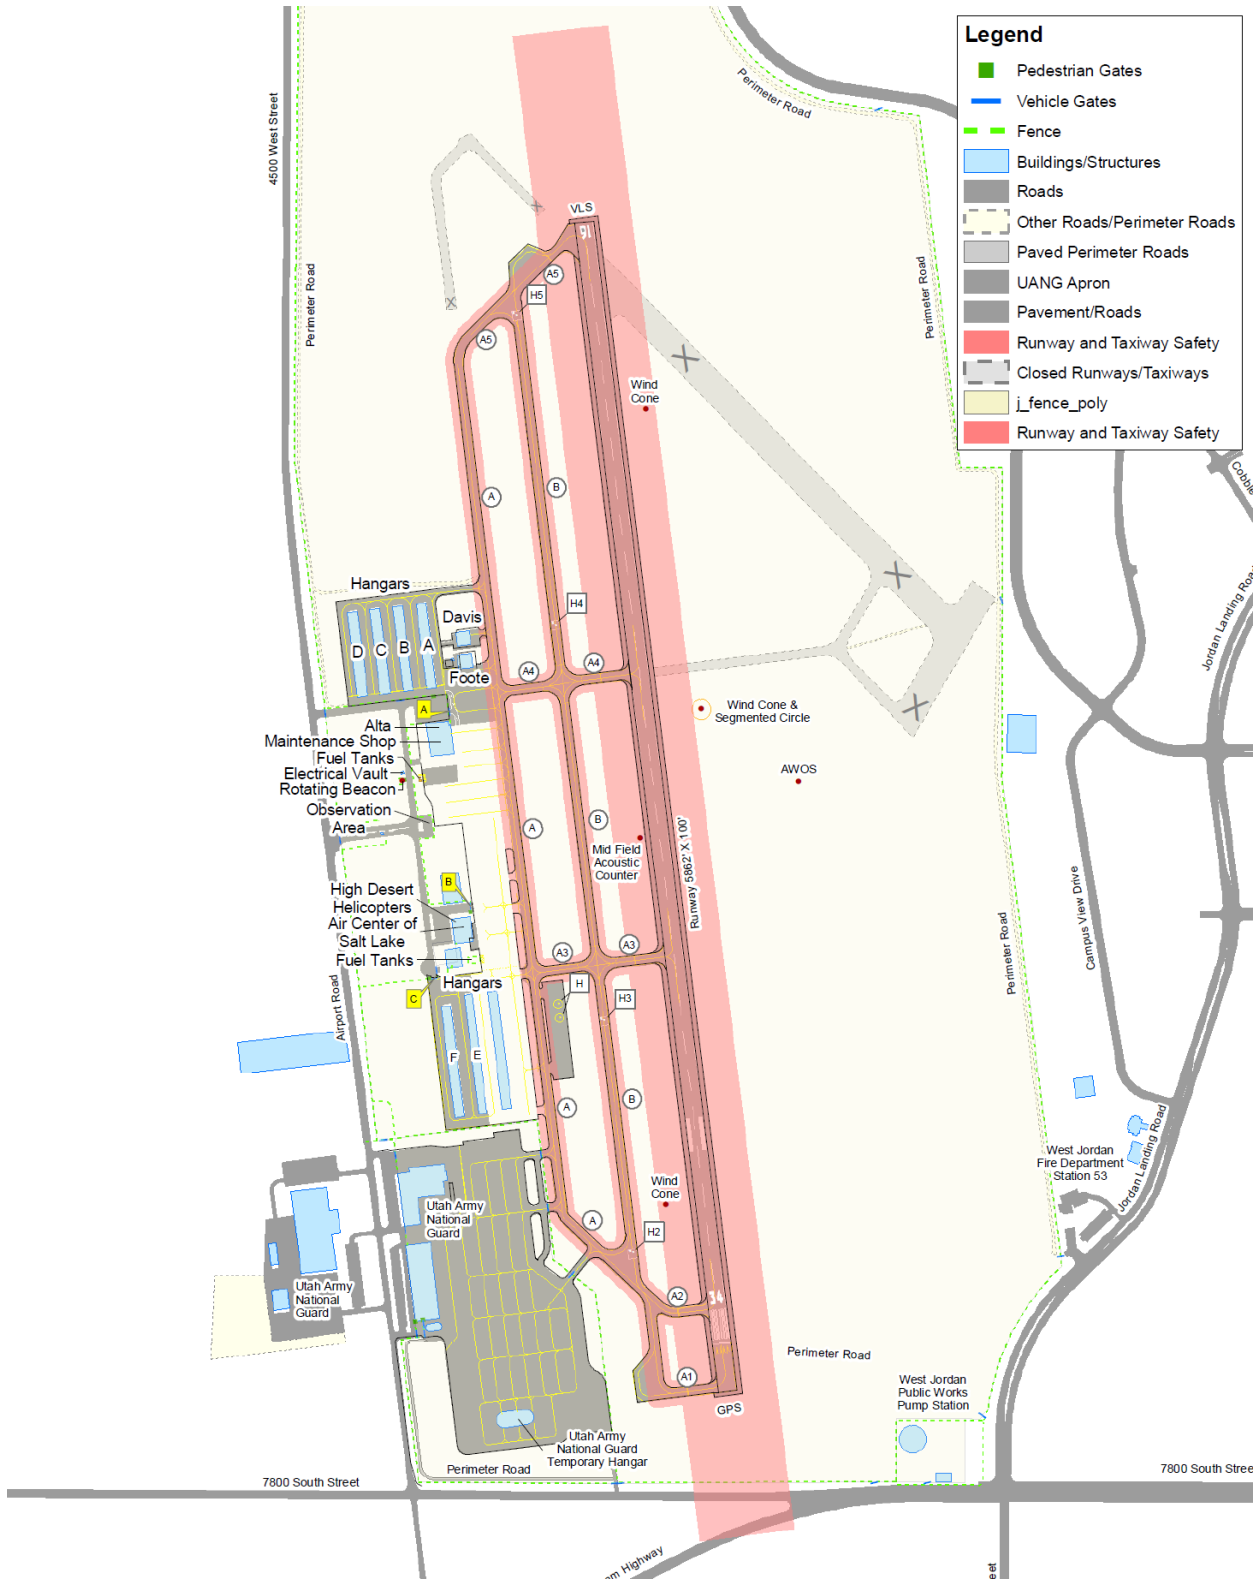 Legend
Pedestrian Gates
Vehicle Gates
Fence
Buildings/Structures
Roads
Other Roads/Perimeter Roads
Paved Perimeter Roads
UANG Apron
Pavement/Roads
Runway and Taxiway Safety
Closed Runways/Taxiways
j_fence_poly
Runway and Taxiway Safety
4500 West Street
Perimeter Road
Perimeter Road
Perimeter Road
VLS
16
A5
H5
A5
Wind
Cone
A
B
Cobble
Jordan Landing Road
Hangars
D
C
B
A
Davis
Foote
H4
A4
A4
A
Alta
Maintenance Shop
Fuel Tanks
Electrical Vault
Rotating Beacon
Observation
Area
Wind Cone &
Segmented Circle
AWOS
A
B
Mid Field
Acoustic
Counter
Runway 5862' X 100'
B
High Desert
Helicopters
Air Center of
Salt Lake
Fuel Tanks
Hangars
C
A3
A3
H
H3
Airport Road
Perimeter Road
Campus View Drive
F
E
A
B
West Jordan
Fire Department
Station 53
Jordan Landing Road
Wind
Cone
Utah Army
National
Guard
A
H2
Utah Army
National
Guard
A2
34
Perimeter Road
A1
GPS
West Jordan
Public Works
Pump Station
Utah Army
National Guard
Temporary Hangar
Perimeter Road
7800 South Street
7800 South